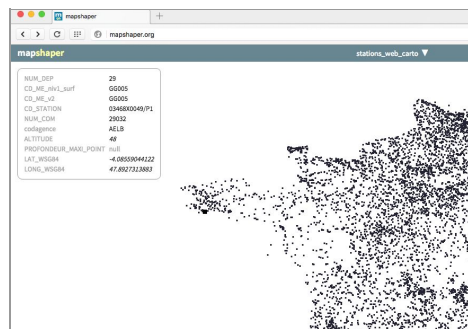 mapshaper
mapshaper.org
mapshaper
stations_web_carto ▼
NUM_DEP 29
CD_ME_niv1_surf GG005
CD_ME_v2 GG005
CD_STATION 03468X0049/P1
NUM_COM 29032
codagence AELB
ALTITUDE 48
PROFONDEUR_MAXI_POINT null
LAT_WSG84 -4.08559044122
LONG_WSG84 47.8927313883